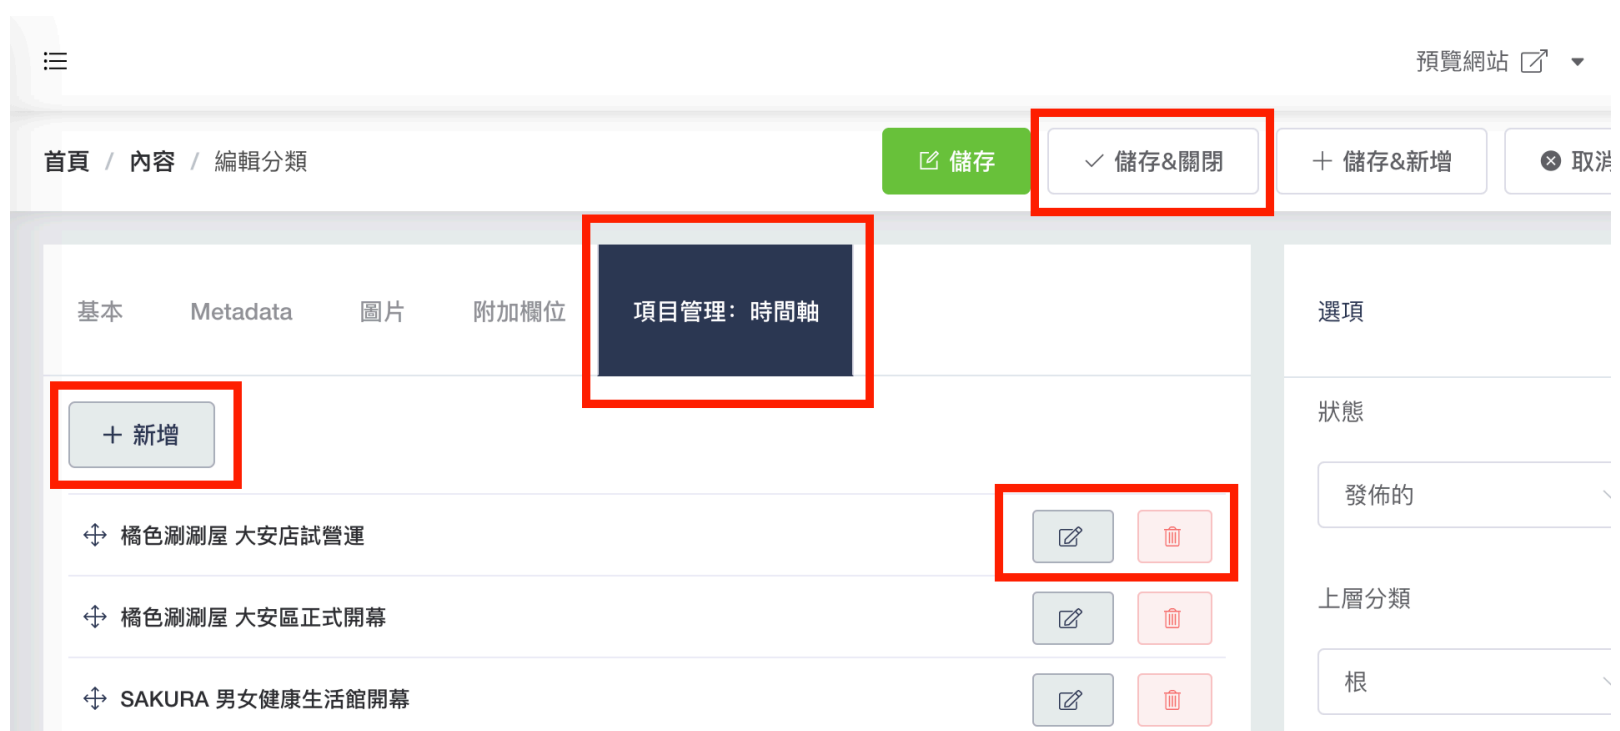 預覽網站
首頁 / 內容 / 編輯分類
儲存
儲存&關閉
儲存&新增
取消
基本
Metadata
圖片
附加欄位
項目管理：時間軸
選項
新增
狀態
發佈的
橘色涮涮屋 大安店試營運
橘色涮涮屋 大安區正式開幕
SAKURA 男女健康生活館開幕
上層分類
根